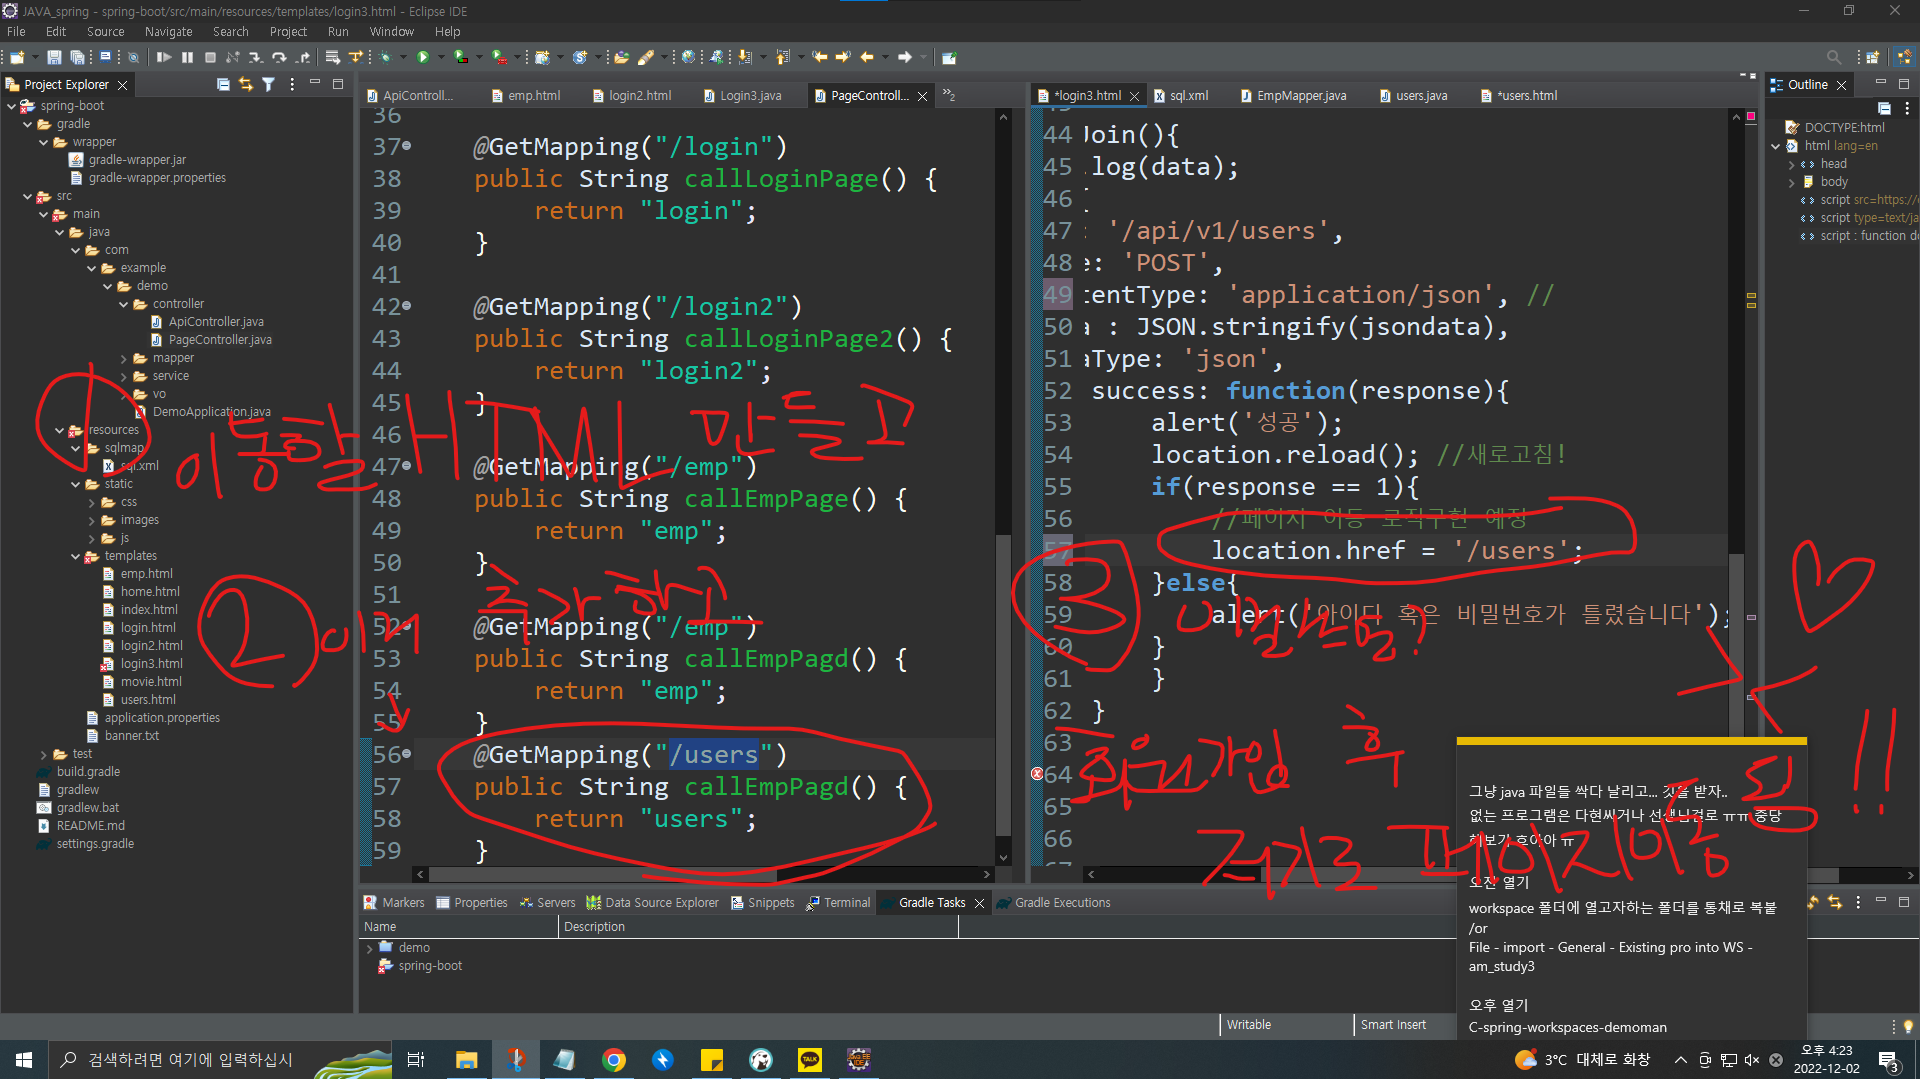 JAVA_spring - spring-boot/src/main/resources/templates/login3.html - Eclipse IDE
File Edit Source Navigate Search Project Run Window Help
Project Explorer
spring-boot
gradle
wrapper
gradle-wrapper.jar
gradle-wrapper.properties
src
main
java
com
example
demo
controller
ApiController.java
PageController.java
mapper
service
vo
DemoApplication.java
resources
sqlmap
sql.xml
static
css
images
js
templates
emp.html
home.html
index.html
login.html
login2.html
login3.html
movie.html
users.html
application.properties
banner.txt
test
build.gradle
gradlew
gradlew.bat
README.md
settings.gradle
ApiControll... emp.html login2.html Login3.java PageControll... »2
36
37 @GetMapping("/login")
38 public String callLoginPage() {
39 return "login";
40 }
41
42 @GetMapping("/login2")
43 public String callLoginPage2() {
44 return "login2";
45 }
46
47 @GetMapping("/emp")
48 public String callEmpPage() {
49 return "emp";
50 }
51
52 @GetMapping("/emp")
53 public String callEmpPagd() {
54 return "emp";
55 }
56 @GetMapping("/users")
57 public String callEmpPagd() {
58 return "users";
59 }
*login3.html sql.xml EmpMapper.java users.java *users.html
44 Join(){
45 .log(data);
46
47 : '/api/v1/users',
48 e: 'POST',
49 tentType: 'application/json', //
50 a : JSON.stringify(jsondata),
51 aType: 'json',
52 success: function(response){
53 alert('성공');
54 location.reload(); //새로고침!
55 if(response == 1){
56 //페이지 이동 로직구현 예정
57 location.href = '/users';
58 }else{
59 alert('아이디 혹은 비밀번호가 틀렸습니다');
60 }
61 }
62 }
63
64
65
66
Outline
DOCTYPE:html
html lang=en
head
body
script src=https://c
script type=text/ja
script : function do
① 이동할 HTML 만들고
② 이거 추가하고
③ 이걸
회원가입 후
저기로 페이지이동 됨!!
Markers Properties Servers Data Source Explorer Snippets Terminal Gradle Tasks Gradle Executions
Name Description
demo
spring-boot
그냥 java 파일들 싹다 날리고... 것을 받자..
없는 프로그램은 다현씨거나 선생님걸로 ㅠㅠ 충당
해보기 흐아아 ㅠ
오전 열기
workspace 폴더에 열고자하는 폴더를 통채로 복붙
/or
File - import - General - Existing pro into WS -
am_study3
오후 열기
C-spring-workspaces-demoman
Writable Smart Insert
검색하려면 여기에 입력하십시
TALK
3°C 대체로 화창
오후 4:23
2022-12-02
3